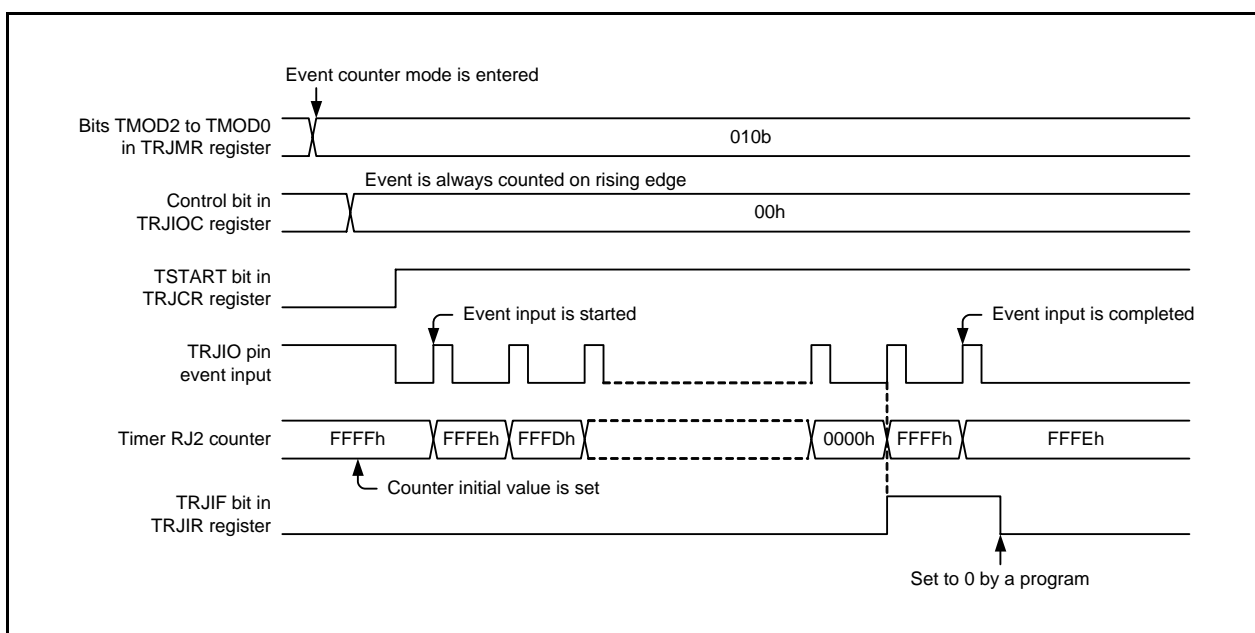 Event counter mode is entered
Bits TMOD2 to TMOD0
in TRJMR register
010b
Event is always counted on rising edge
Control bit in
TRJIOC register
00h
TSTART bit in
TRJCR register
Event input is started
Event input is completed
TRJIO pin
event input
Timer RJ2 counter
FFFFh
FFFEh
FFFDh
0000h
FFFFh
FFFEh
Counter initial value is set
TRJIF bit in
TRJIR register
Set to 0 by a program